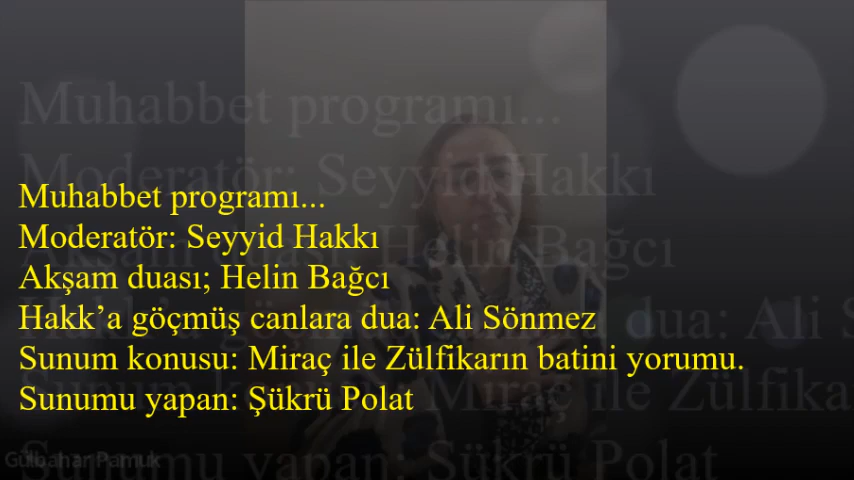 Muhabbet programı...
Moderatör: Seyyid Hakkı
Akşam duası; Helin Bağcı
Hakk’a göçmüş canlara dua: Ali Sönmez
Sunum konusu: Miraç ile Zülfikarın batini yorumu.
Sunumu yapan: Şükrü Polat
Gülbahar Pamuk